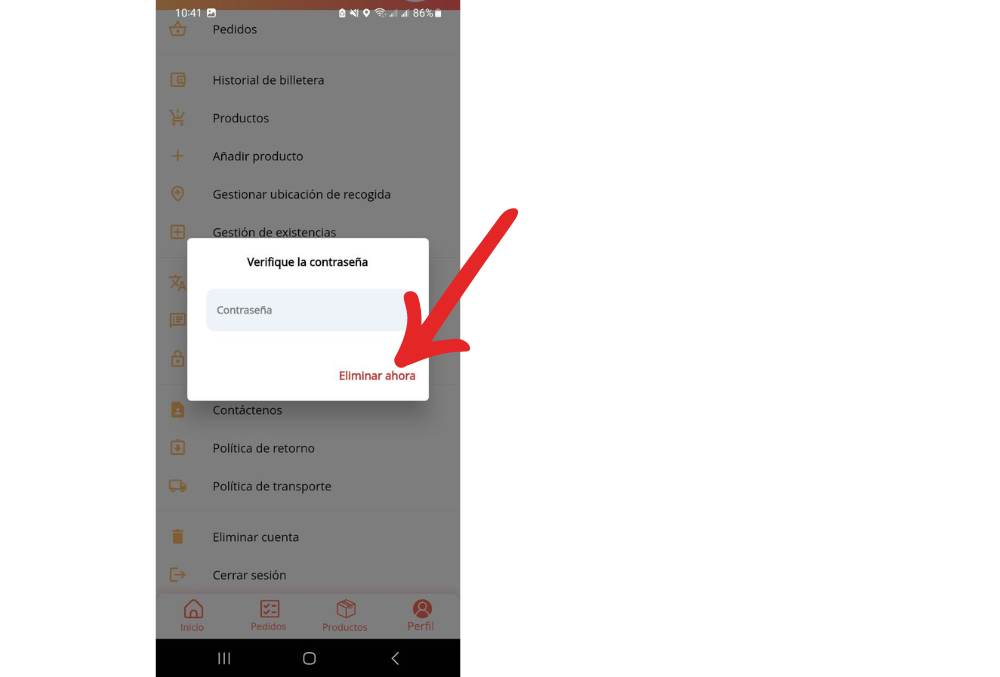 10:41 86%
Pedidos
Historial de billetera
Productos
Añadir producto
Gestionar ubicación de recogida
Gestión de existencias
Verifique la contraseña
Contraseña
Eliminar ahora
Contáctenos
Política de retorno
Política de transporte
Eliminar cuenta
Cerrar sesión
Inicio Pedidos Productos Perfil